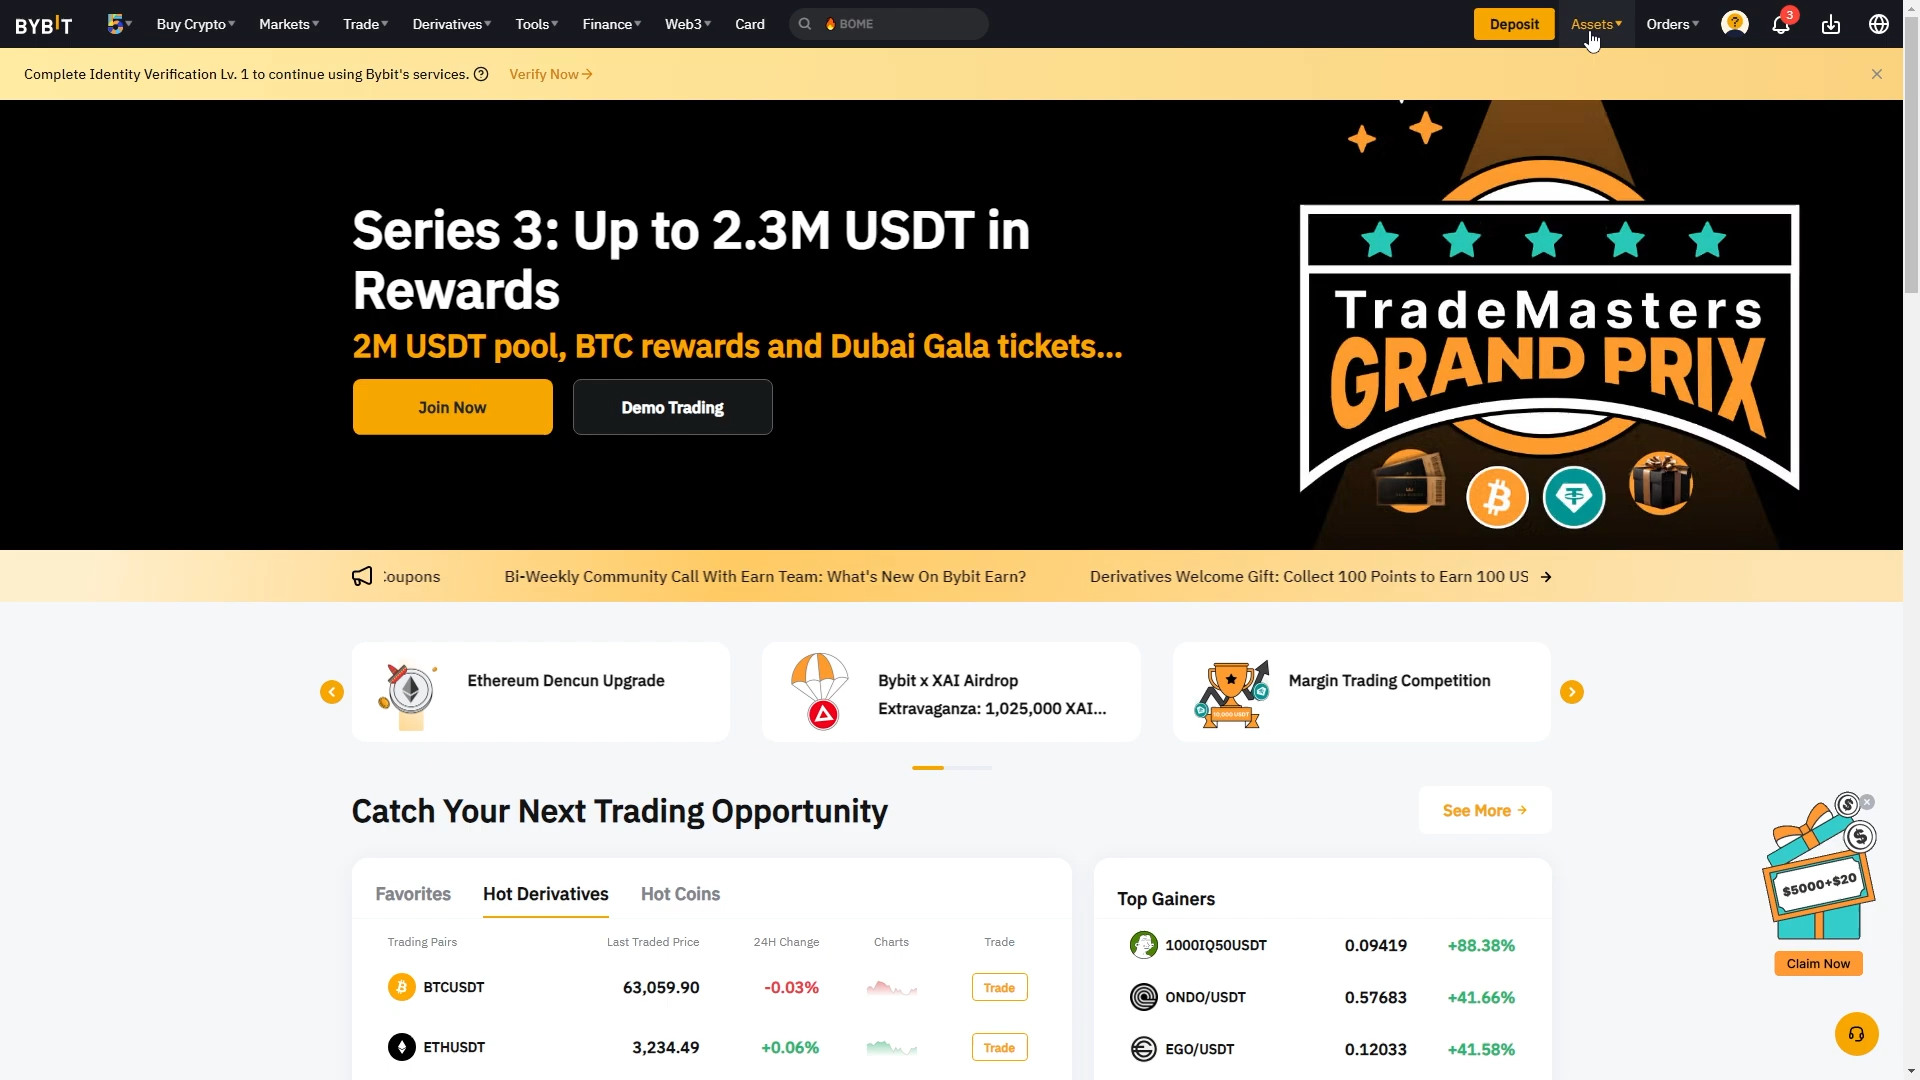 BYBIT
Buy Crypto Markets Trade Derivatives Tools Finance Web3 Card BOME Deposit Assets Orders 3
Complete Identity Verification Lv. 1 to continue using Bybit's services. Verify Now
Series 3: Up to 2.3M USDT in
Rewards
2M USDT pool, BTC rewards and Dubai Gala tickets...
Join Now Demo Trading
TradeMasters
GRAND PRIX
Coupons Bi-Weekly Community Call With Earn Team: What's New On Bybit Earn? Derivatives Welcome Gift: Collect 100 Points to Earn 100 US
Ethereum Dencun Upgrade
Bybit x XAI Airdrop
Extravaganza: 1,025,000 XAI...
10,000 USDT
Margin Trading Competition
Catch Your Next Trading Opportunity See More
Favorites Hot Derivatives Hot Coins
Trading Pairs Last Traded Price 24H Change Charts Trade
BTCUSDT 63,059.90 -0.03% Trade
ETHUSDT 3,234.49 +0.06% Trade
Top Gainers
1000IQ50USDT 0.09419 +88.38%
ONDO/USDT 0.57683 +41.66%
EGO/USDT 0.12033 +41.58%
$5000+$20
Claim Now